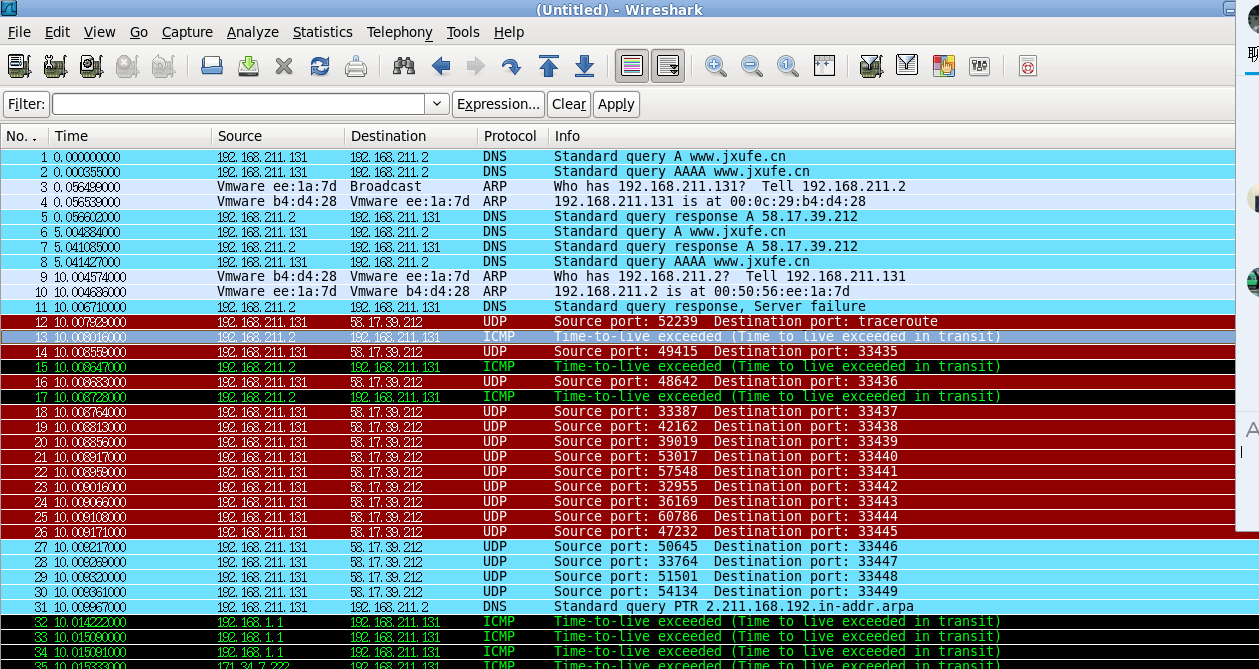 (Untitled) - Wireshark
File Edit View Go Capture Analyze Statistics Telephony Tools Help
Filter: Expression... Clear Apply
No. Time Source Destination Protocol Info
1 0.000000000 192.168.211.131 192.168.211.2 DNS Standard query A www.jxufe.cn
2 0.000355000 192.168.211.131 192.168.211.2 DNS Standard query AAAA www.jxufe.cn
3 0.056499000 Vmware ee:1a:7d Broadcast ARP Who has 192.168.211.131? Tell 192.168.211.2
4 0.056539000 Vmware b4:d4:28 Vmware ee:1a:7d ARP 192.168.211.131 is at 00:0c:29:b4:d4:28
5 0.056602000 192.168.211.2 192.168.211.131 DNS Standard query response A 58.17.39.212
6 5.004884000 192.168.211.131 192.168.211.2 DNS Standard query A www.jxufe.cn
7 5.041085000 192.168.211.2 192.168.211.131 DNS Standard query response A 58.17.39.212
8 5.041427000 192.168.211.131 192.168.211.2 DNS Standard query AAAA www.jxufe.cn
9 10.004574000 Vmware b4:d4:28 Vmware ee:1a:7d ARP Who has 192.168.211.2? Tell 192.168.211.131
10 10.004636000 Vmware ee:1a:7d Vmware b4:d4:28 ARP 192.168.211.2 is at 00:50:56:ee:1a:7d
11 10.006710000 192.168.211.2 192.168.211.131 DNS Standard query response, Server failure
12 10.007929000 192.168.211.131 58.17.39.212 UDP Source port: 52239 Destination port: traceroute
13 10.008016000 192.168.211.2 192.168.211.131 ICMP Time-to-live exceeded (Time to live exceeded in transit)
14 10.008559000 192.168.211.131 58.17.39.212 UDP Source port: 49415 Destination port: 33435
15 10.008647000 192.168.211.2 192.168.211.131 ICMP Time-to-live exceeded (Time to live exceeded in transit)
16 10.008683000 192.168.211.131 58.17.39.212 UDP Source port: 48642 Destination port: 33436
17 10.008728000 192.168.211.2 192.168.211.131 ICMP Time-to-live exceeded (Time to live exceeded in transit)
18 10.008764000 192.168.211.131 58.17.39.212 UDP Source port: 33387 Destination port: 33437
19 10.008813000 192.168.211.131 58.17.39.212 UDP Source port: 42162 Destination port: 33438
20 10.008856000 192.168.211.131 58.17.39.212 UDP Source port: 39019 Destination port: 33439
21 10.008917000 192.168.211.131 58.17.39.212 UDP Source port: 53017 Destination port: 33440
22 10.008959000 192.168.211.131 58.17.39.212 UDP Source port: 57548 Destination port: 33441
23 10.009016000 192.168.211.131 58.17.39.212 UDP Source port: 32955 Destination port: 33442
24 10.009066000 192.168.211.131 58.17.39.212 UDP Source port: 36169 Destination port: 33443
25 10.009108000 192.168.211.131 58.17.39.212 UDP Source port: 60786 Destination port: 33444
26 10.009171000 192.168.211.131 58.17.39.212 UDP Source port: 47232 Destination port: 33445
27 10.009217000 192.168.211.131 58.17.39.212 UDP Source port: 50645 Destination port: 33446
28 10.009269000 192.168.211.131 58.17.39.212 UDP Source port: 33764 Destination port: 33447
29 10.009320000 192.168.211.131 58.17.39.212 UDP Source port: 51501 Destination port: 33448
30 10.009361000 192.168.211.131 58.17.39.212 UDP Source port: 54134 Destination port: 33449
31 10.009967000 192.168.211.131 192.168.211.2 DNS Standard query PTR 2.211.168.192.in-addr.arpa
32 10.014222000 192.168.1.1 192.168.211.131 ICMP Time-to-live exceeded (Time to live exceeded in transit)
33 10.015090000 192.168.1.1 192.168.211.131 ICMP Time-to-live exceeded (Time to live exceeded in transit)
34 10.015091000 192.168.1.1 192.168.211.131 ICMP Time-to-live exceeded (Time to live exceeded in transit)
35 10.015333000 171.34.7.222 192.168.211.131 ICMP Time-to-live exceeded (Time to live exceeded in transit)